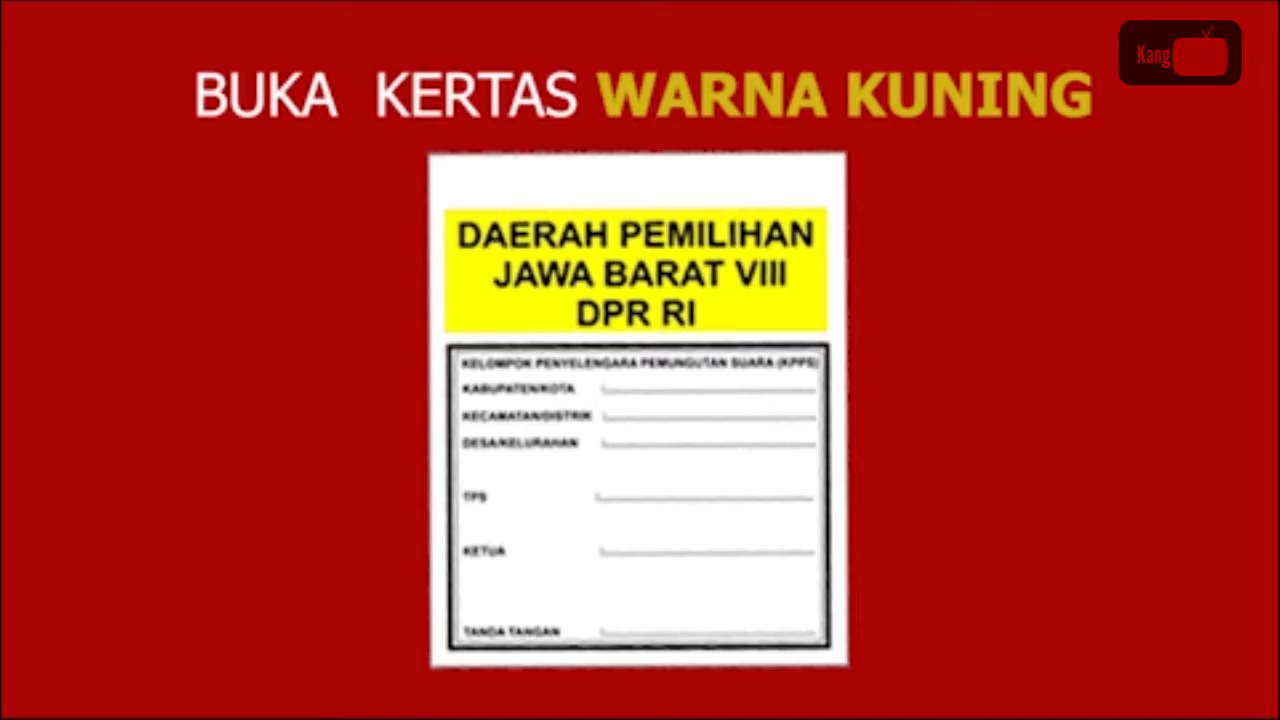 Kang
BUKA KERTAS WARNA KUNING
DAERAH PEMILIHAN
JAWA BARAT VIII
DPR RI
KELOMPOK PENYELENGARA PEMUNGUTAN SUARA (KPPS)
KABUPATEN/KOTA
KECAMATAN/DISTRIK
DESA/KELURAHAN
TPS
KETUA
TANDA TANGAN